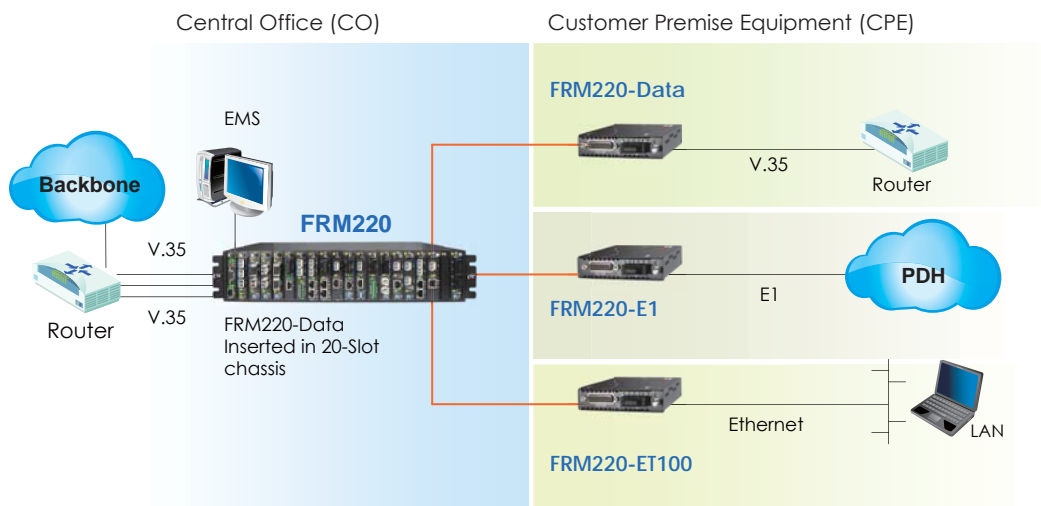 Central Office (CO)
Customer Premise Equipment (CPE)
FRM220-Data
EMS
Backbone
V.35
Router
FRM220
V.35
V.35
Router
FRM220-Data
Inserted in 20-Slot
chassis
PDH
E1
FRM220-E1
Ethernet
LAN
FRM220-ET100